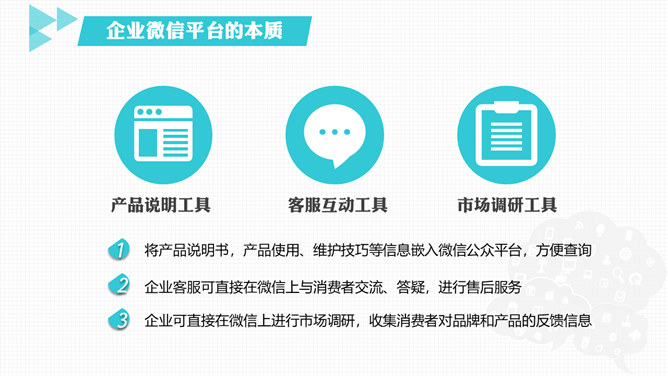 企业微信平台的本质
产品说明工具
客服互动工具
市场调研工具
1 将产品说明书，产品使用、维护技巧等信息嵌入微信公众平台，方便查询
2 企业客服可直接在微信上与消费者交流、答疑，进行售后服务
3 企业可直接在微信上进行市场调研，收集消费者对品牌和产品的反馈信息